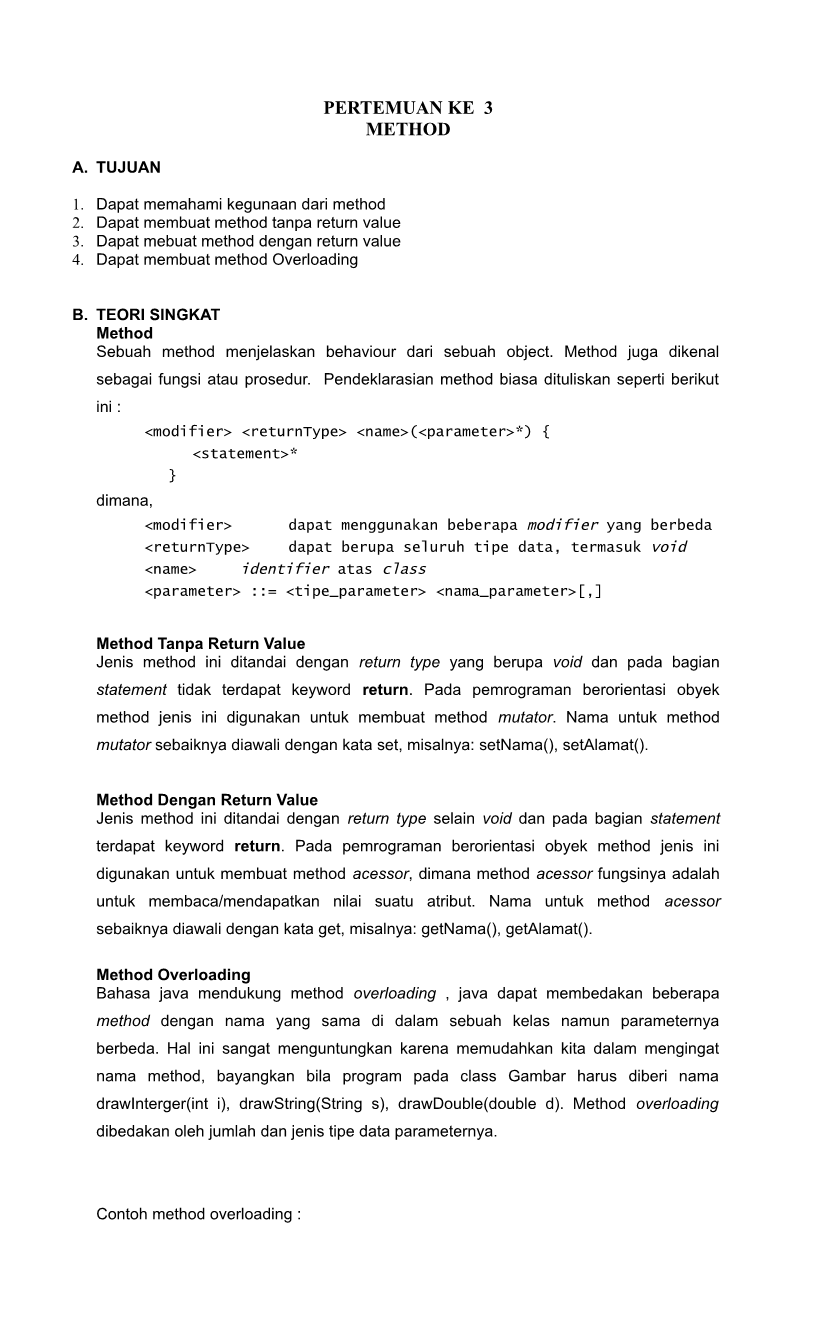 PERTEMUAN KE  3
METHOD
A. TUJUAN
1. Dapat memahami kegunaan dari method
2. Dapat membuat method tanpa return value
3. Dapat mebuat method dengan return value
4. Dapat membuat method Overloading
B. TEORI SINGKAT
Method
Sebuah method menjelaskan behaviour dari sebuah object. Method juga dikenal
sebagai fungsi atau prosedur.  Pendeklarasian method biasa dituliskan seperti berikut
ini :
<modifier> <returnType> <name>(<parameter>*) {
<statement>*
}
dimana,
<modifier> dapat menggunakan beberapa modifier yang berbeda
<returnType> dapat berupa seluruh tipe data, termasuk void
<name> identifier atas class
<parameter> ::= <tipe_parameter> <nama_parameter>[,]
Method Tanpa Return Value
Jenis method ini ditandai dengan return type yang berupa void dan pada bagian
statement tidak terdapat keyword return. Pada pemrograman berorientasi obyek
method jenis ini digunakan untuk membuat method mutator. Nama untuk method
mutator sebaiknya diawali dengan kata set, misalnya: setNama(), setAlamat().
Method Dengan Return Value
Jenis method ini ditandai dengan return type selain void dan pada bagian statement
terdapat keyword return. Pada pemrograman berorientasi obyek method jenis ini
digunakan untuk membuat method acessor, dimana method acessor fungsinya adalah
untuk membaca/mendapatkan nilai suatu atribut. Nama untuk method acessor
sebaiknya diawali dengan kata get, misalnya: getNama(), getAlamat().
Method Overloading
Bahasa java mendukung method overloading , java dapat membedakan beberapa
method dengan nama yang sama di dalam sebuah kelas namun parameternya
berbeda. Hal ini sangat menguntungkan karena memudahkan kita dalam mengingat
nama method, bayangkan bila program pada class Gambar harus diberi nama
drawInterger(int i), drawString(String s), drawDouble(double d). Method overloading
dibedakan oleh jumlah dan jenis tipe data parameternya.
Contoh method overloading :